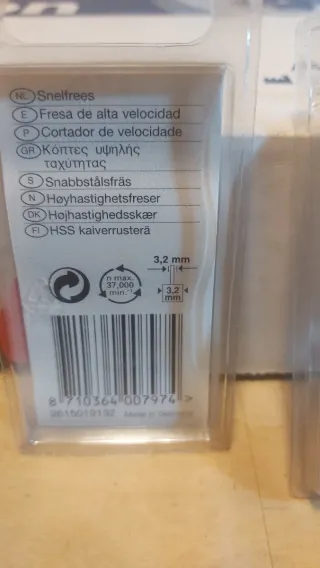 NL Snelfrees
E Fresa de alta velocidad
P Cortador de velocidade
GR Κόπτες υψηλής
ταχύτητας
S Snabbstålsfräs
N Høyhastighetsfreser
DK Højhastighedsskær
FI HSS kaiverrusterä
3,2 mm
n max.
37,000
min.⁻¹
3,2
mm
8 710364 007974 >
2615019132 Made in Germany